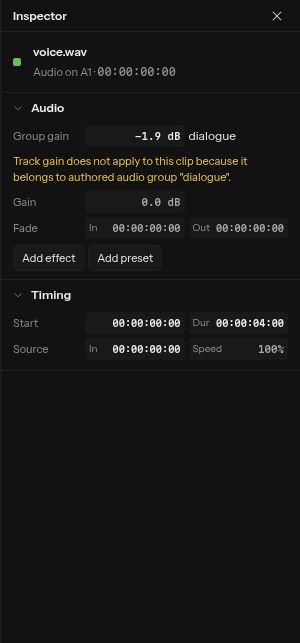 Inspector
voice.wav
Audio on A1·00:00:00:00
Audio
Group gain −1.9 dB dialogue
Track gain does not apply to this clip because it
belongs to authored audio group "dialogue".
Gain 0.0 dB
Fade In 00:00:00:00 Out 00:00:00:00
Add effect Add preset
Timing
Start 00:00:00:00 Dur 00:00:04:00
Source In 00:00:00:00 Speed 100%